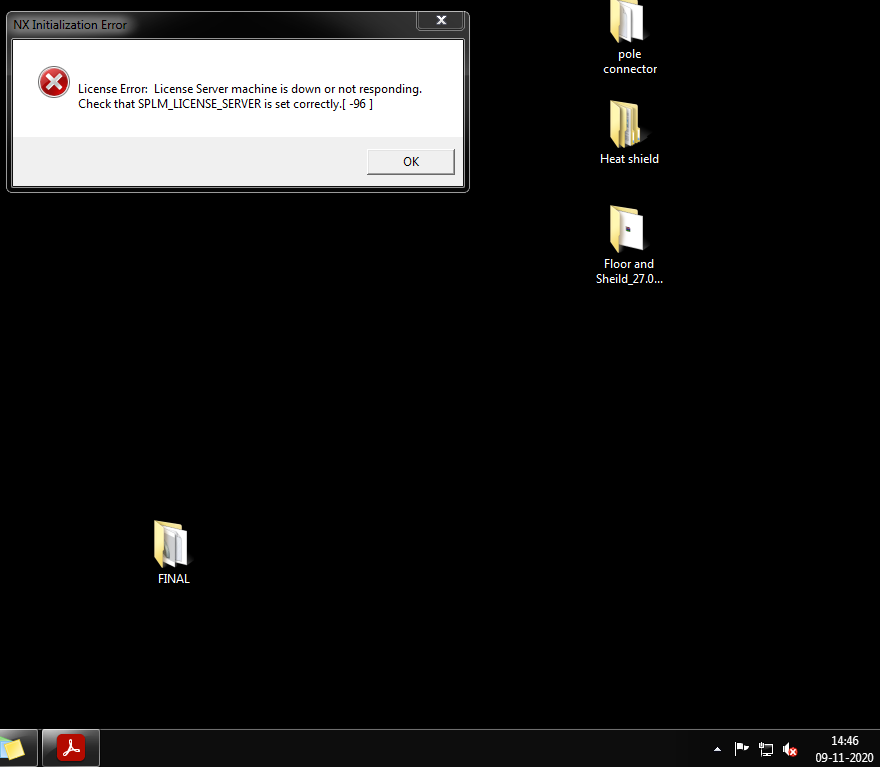 NX Initialization Error
License Error:  License Server machine is down or not responding.
Check that SPLM_LICENSE_SERVER is set correctly.[ -96 ]
OK
pole
connector
Heat shield
Floor and
Sheild_27.0...
FINAL
14:46
09-11-2020